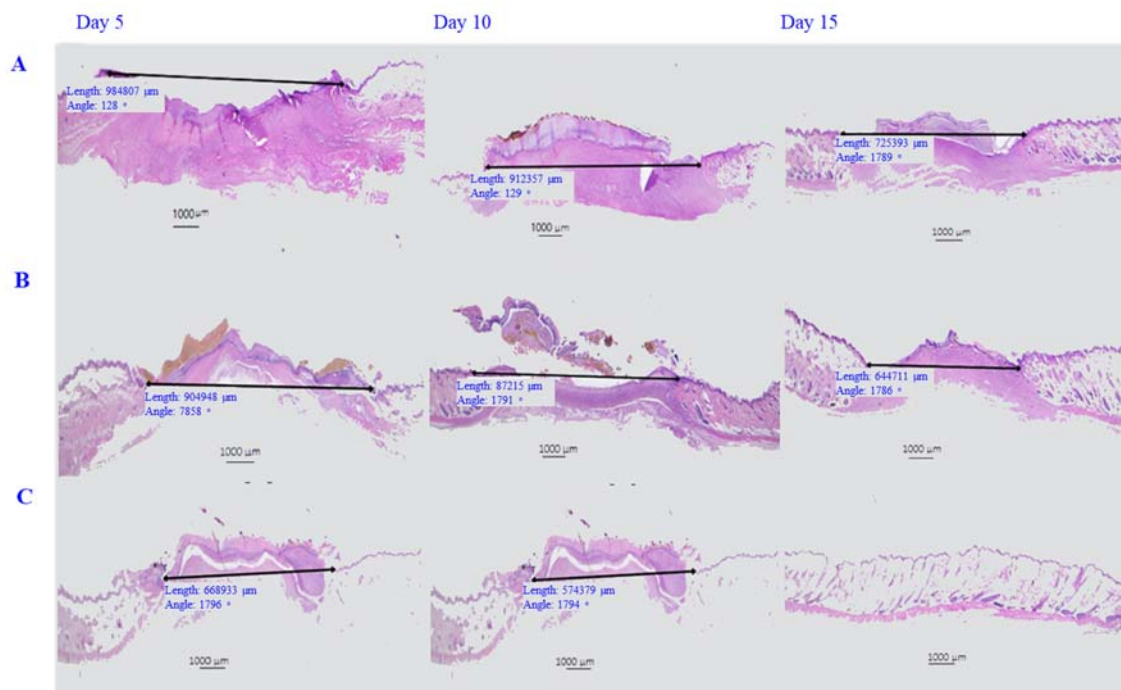 Day 5 Day 10 Day 15
A
Length: 984807 µm
Angle: 128 °
1000 µm
Length: 912357 µm
Angle: 129 °
1000 µm
Length: 725393 µm
Angle: 1789 °
1000 µm
B
Length: 904948 µm
Angle: 7858 °
1000 µm
Length: 87215 µm
Angle: 1791 °
1000 µm
Length: 644711 µm
Angle: 1786 °
1000 µm
C
Length: 668933 µm
Angle: 1796 °
1000 µm
Length: 574379 µm
Angle: 1794 °
1000 µm
1000 µm